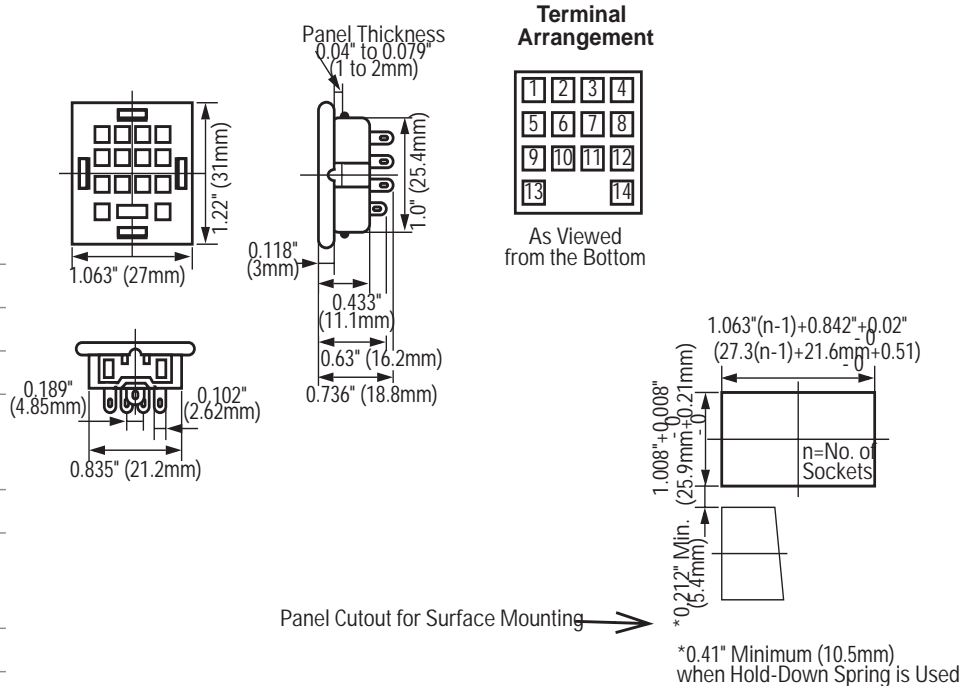 Terminal
Arrangement
Panel Thickness
0.04" to 0.079"
(1 to 2mm)
1 2 3 4
5 6 7 8
9 10 11 12
13 14
As Viewed
from the Bottom
1.22" (31mm)
1.063" (27mm)
1.0" (25.4mm)
0.118"
(3mm)
0.433"
(11.1mm)
0.63" (16.2mm)
0.736" (18.8mm)
0.189"
(4.85mm)
0.102"
(2.62mm)
0.835" (21.2mm)
1.063"(n-1)+0.842"+0.02"
- 0
(27.3(n-1)+21.6mm+0.51)
- 0
1.008"+0.008"
- 0
(25.9mm+0.21mm)
- 0
n=No. of
Sockets
*0.212" Min.
(5.4mm)
Panel Cutout for Surface Mounting
*0.41" Minimum (10.5mm)
when Hold-Down Spring is Used